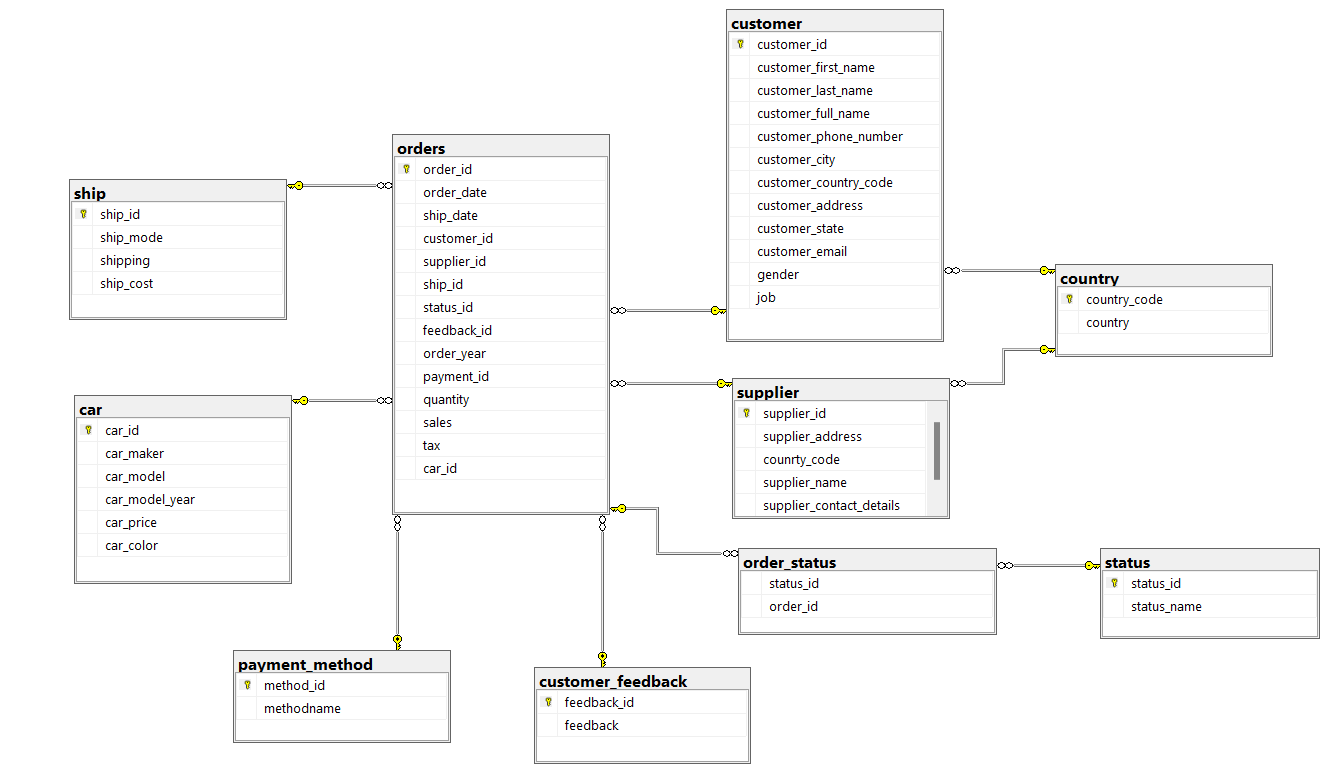 customer
customer_id
customer_first_name
customer_last_name
customer_full_name
customer_phone_number
customer_city
customer_country_code
customer_address
customer_state
customer_email
gender
job
orders
order_id
order_date
ship_date
customer_id
supplier_id
ship_id
status_id
feedback_id
order_year
payment_id
quantity
sales
tax
car_id
ship
ship_id
ship_mode
shipping
ship_cost
country
country_code
country
car
car_id
car_maker
car_model
car_model_year
car_price
car_color
supplier
supplier_id
supplier_address
counrty_code
supplier_name
supplier_contact_details
order_status
status_id
order_id
status
status_id
status_name
payment_method
method_id
methodname
customer_feedback
feedback_id
feedback